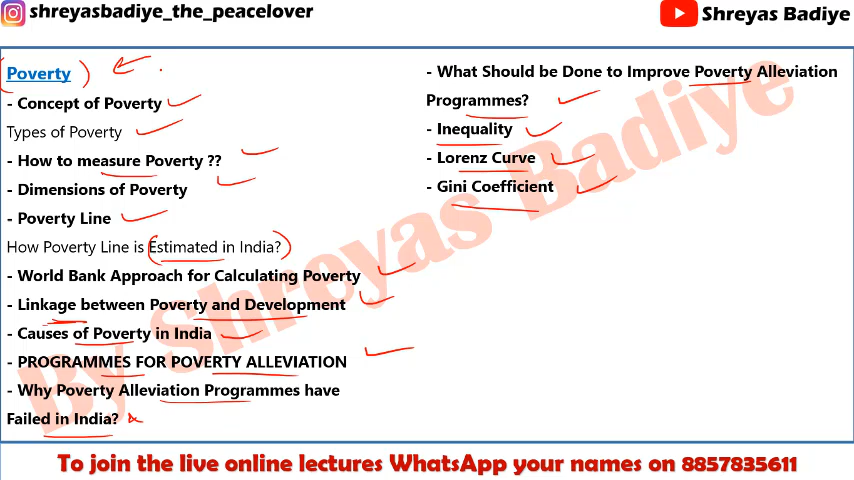 shreyasbadiye_the_peacelover
Shreyas Badiye
Poverty
- Concept of Poverty
Types of Poverty
- How to measure Poverty ??
- Dimensions of Poverty
- Poverty Line
How Poverty Line is Estimated in India?
- World Bank Approach for Calculating Poverty
- Linkage between Poverty and Development
- Causes of Poverty in India
- PROGRAMMES FOR POVERTY ALLEVIATION
- Why Poverty Alleviation Programmes have
Failed in India?
- What Should be Done to Improve Poverty Alleviation
Programmes?
- Inequality
- Lorenz Curve
- Gini Coefficient
By Shreyas Badiye
To join the live online lectures WhatsApp your names on 8857835611